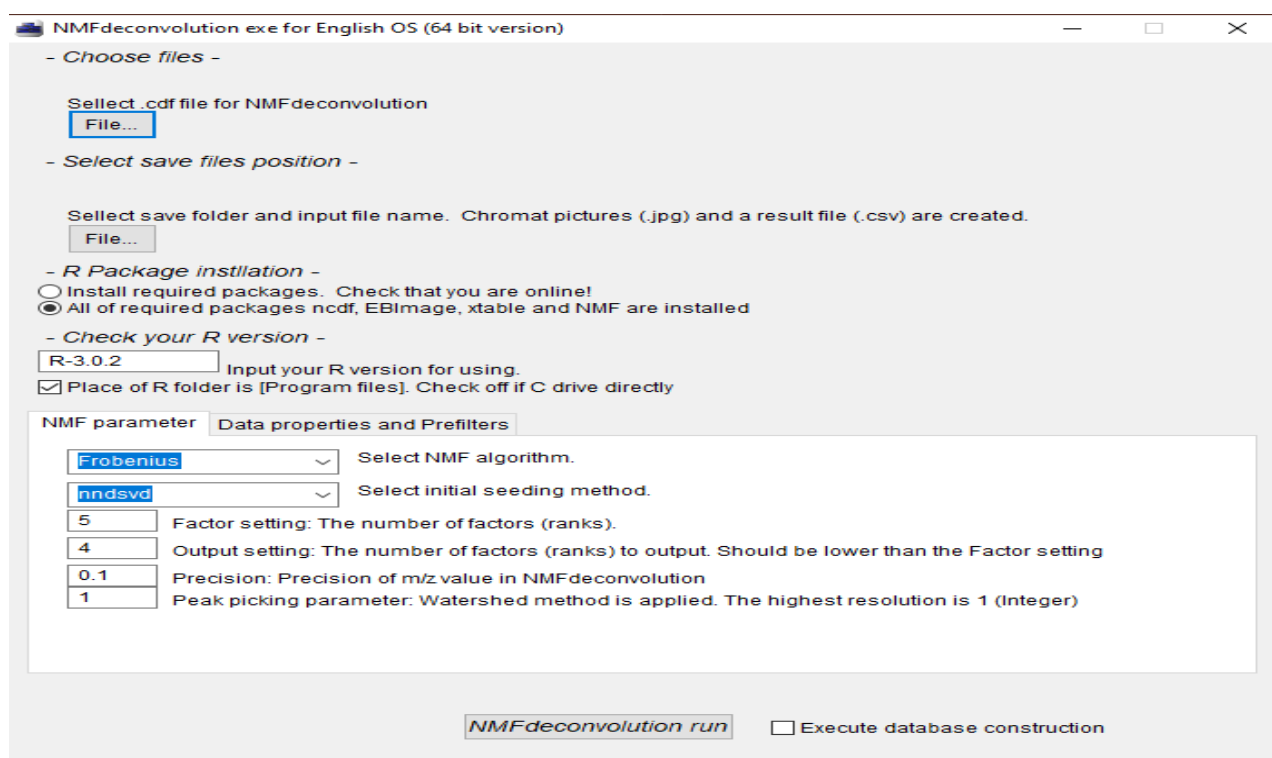 NMFdeconvolution exe for English OS (64 bit version)
- Choose files -
Sellect .cdf file for NMFdeconvolution
File...
- Select save files position -
Sellect save folder and input file name. Chromat pictures (.jpg) and a result file (.csv) are created.
File...
- R Package instllation -
Install required packages. Check that you are online!
All of required packages ncdf, EBImage, xtable and NMF are installed
- Check your R version -
R-3.0.2 Input your R version for using.
Place of R folder is [Program files]. Check off if C drive directly
NMF parameter Data properties and Prefilters
Frobenius Select NMF algorithm.
nndsvd Select initial seeding method.
5 Factor setting: The number of factors (ranks).
4 Output setting: The number of factors (ranks) to output. Should be lower than the Factor setting
0.1 Precision: Precision of m/z value in NMFdeconvolution
1 Peak picking parameter: Watershed method is applied. The highest resolution is 1 (Integer)
NMFdeconvolution run Execute database construction